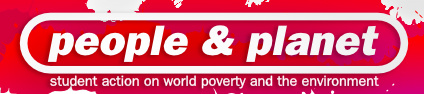 people & planet
student action on world poverty and the environment